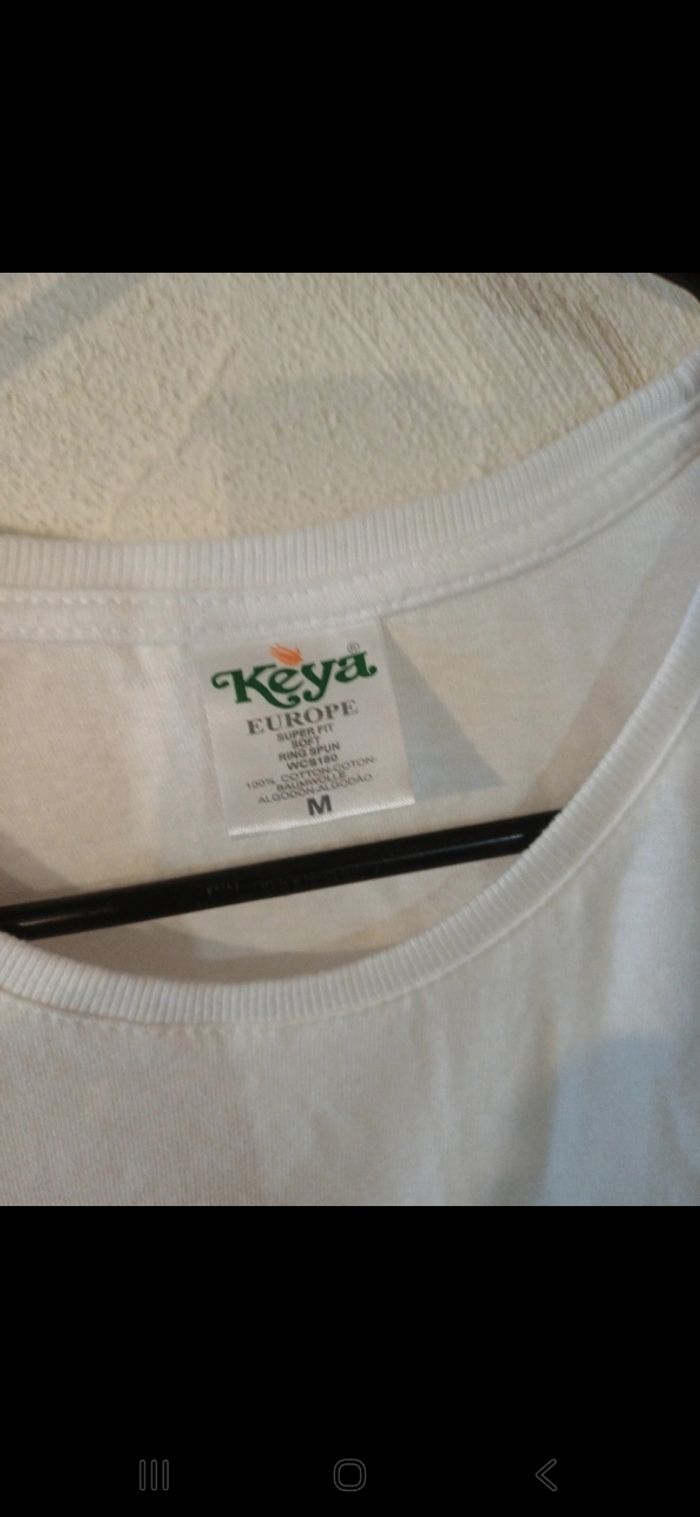 Keya®
EUROPE
SUPER FIT
SOFT
RING SPUN
WCS180
100% COTTON-COTON-
BAUMWOLLE
ALGODON-ALGODÃO
M